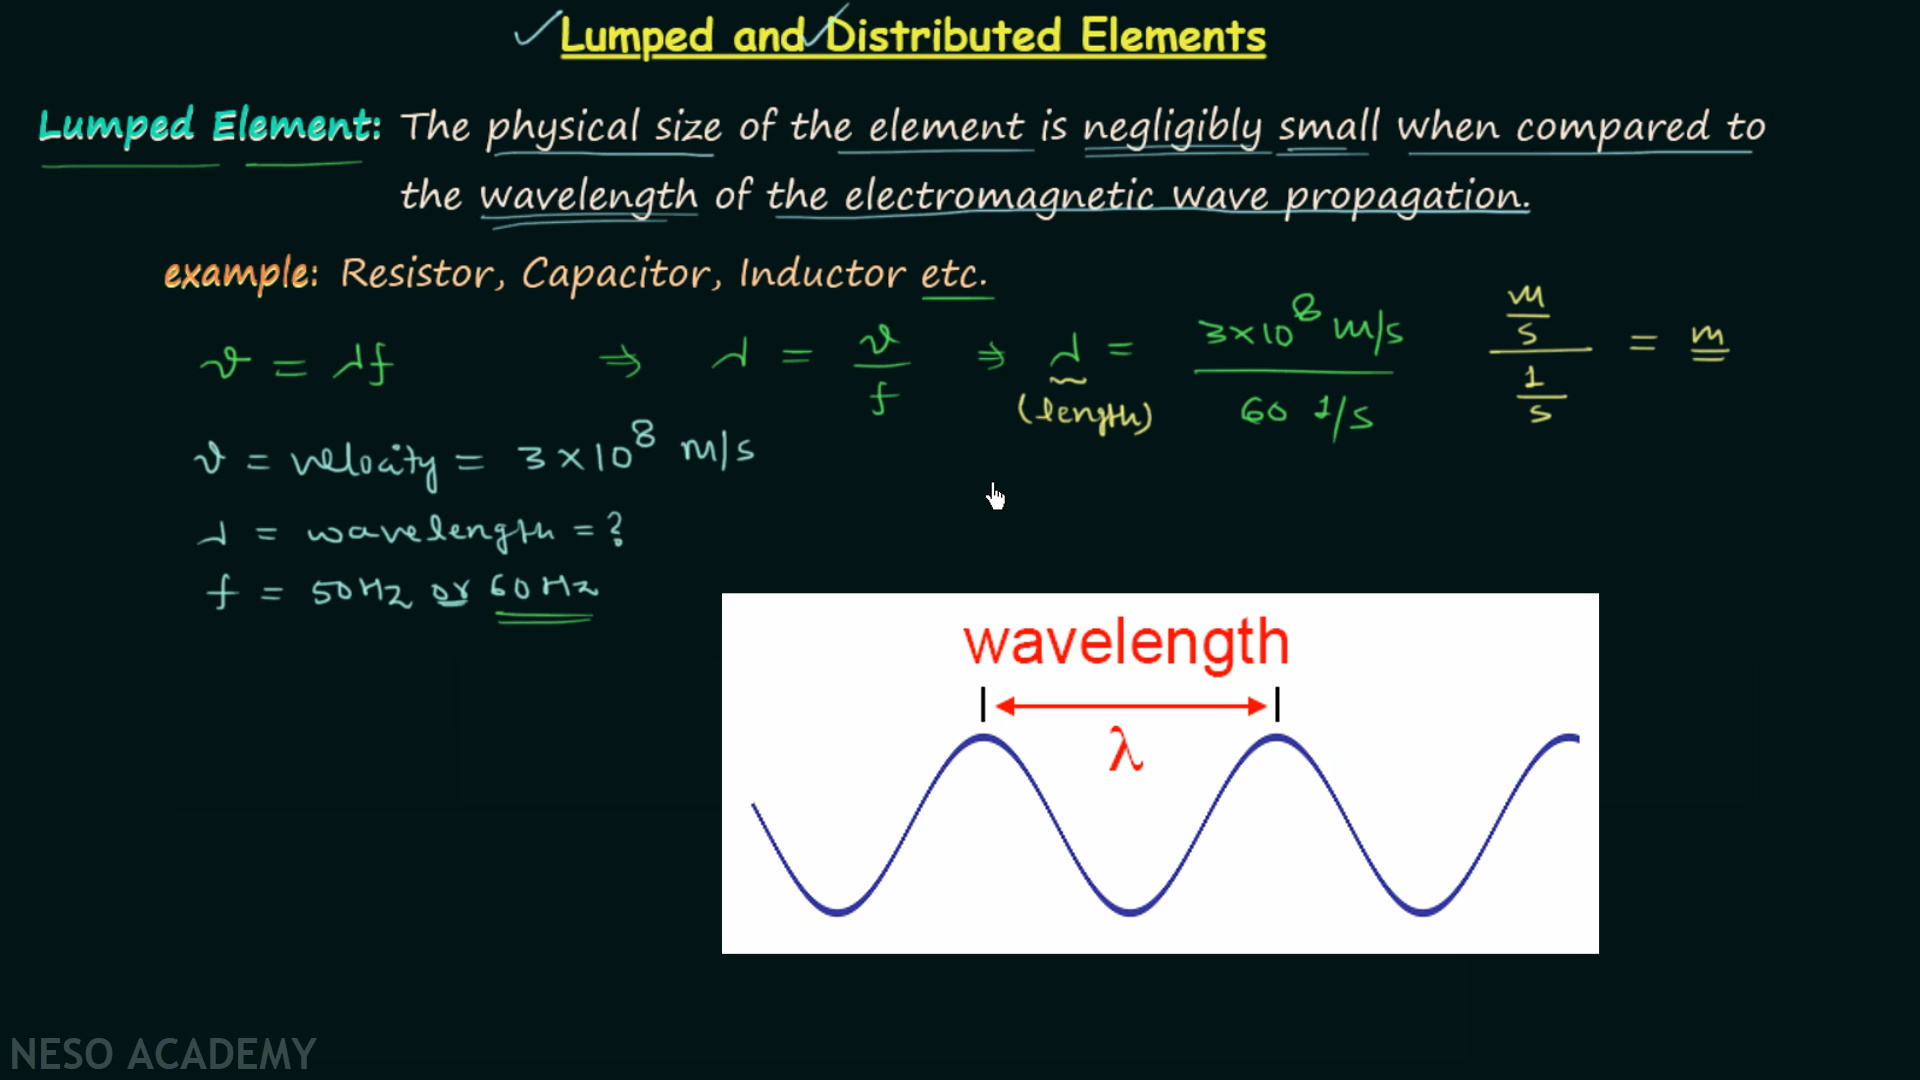 Lumped and Distributed Elements
Lumped Element: The physical size of the element is negligibly small when compared to
the wavelength of the electromagnetic wave propagation.
example: Resistor, Capacitor, Inductor etc.
v = λf ⇒ λ = v/f ⇒ λ = 3×10⁸ m/s / 60 1/s
(length)
m/s / 1/s = m
v = velocity = 3×10⁸ m/s
λ = wavelength = ?
f = 50Hz or 60Hz
wavelength
λ
NESO ACADEMY